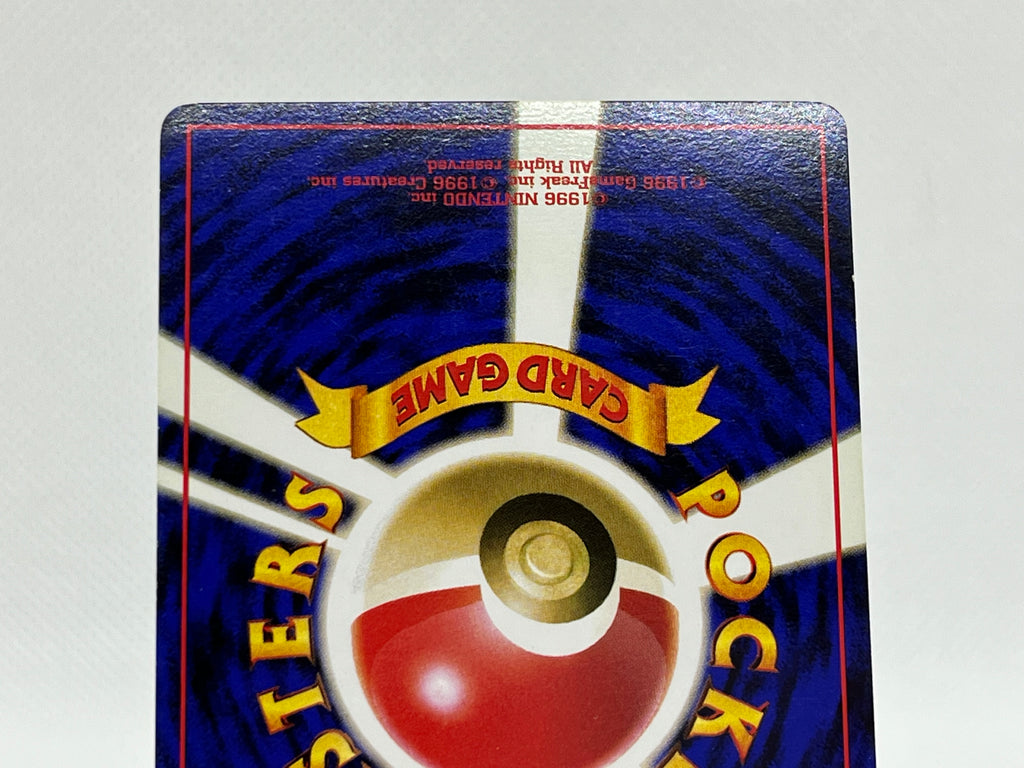 POCK
STERS
CARD GAME
©1996 NINTENDO inc.
©1996 GameFreak inc. ©1996 Creatures inc.
All Rights reserved.